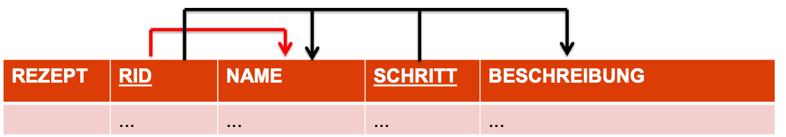 REZEPT RID NAME SCHRITT BESCHREIBUNG
... ... ... ...